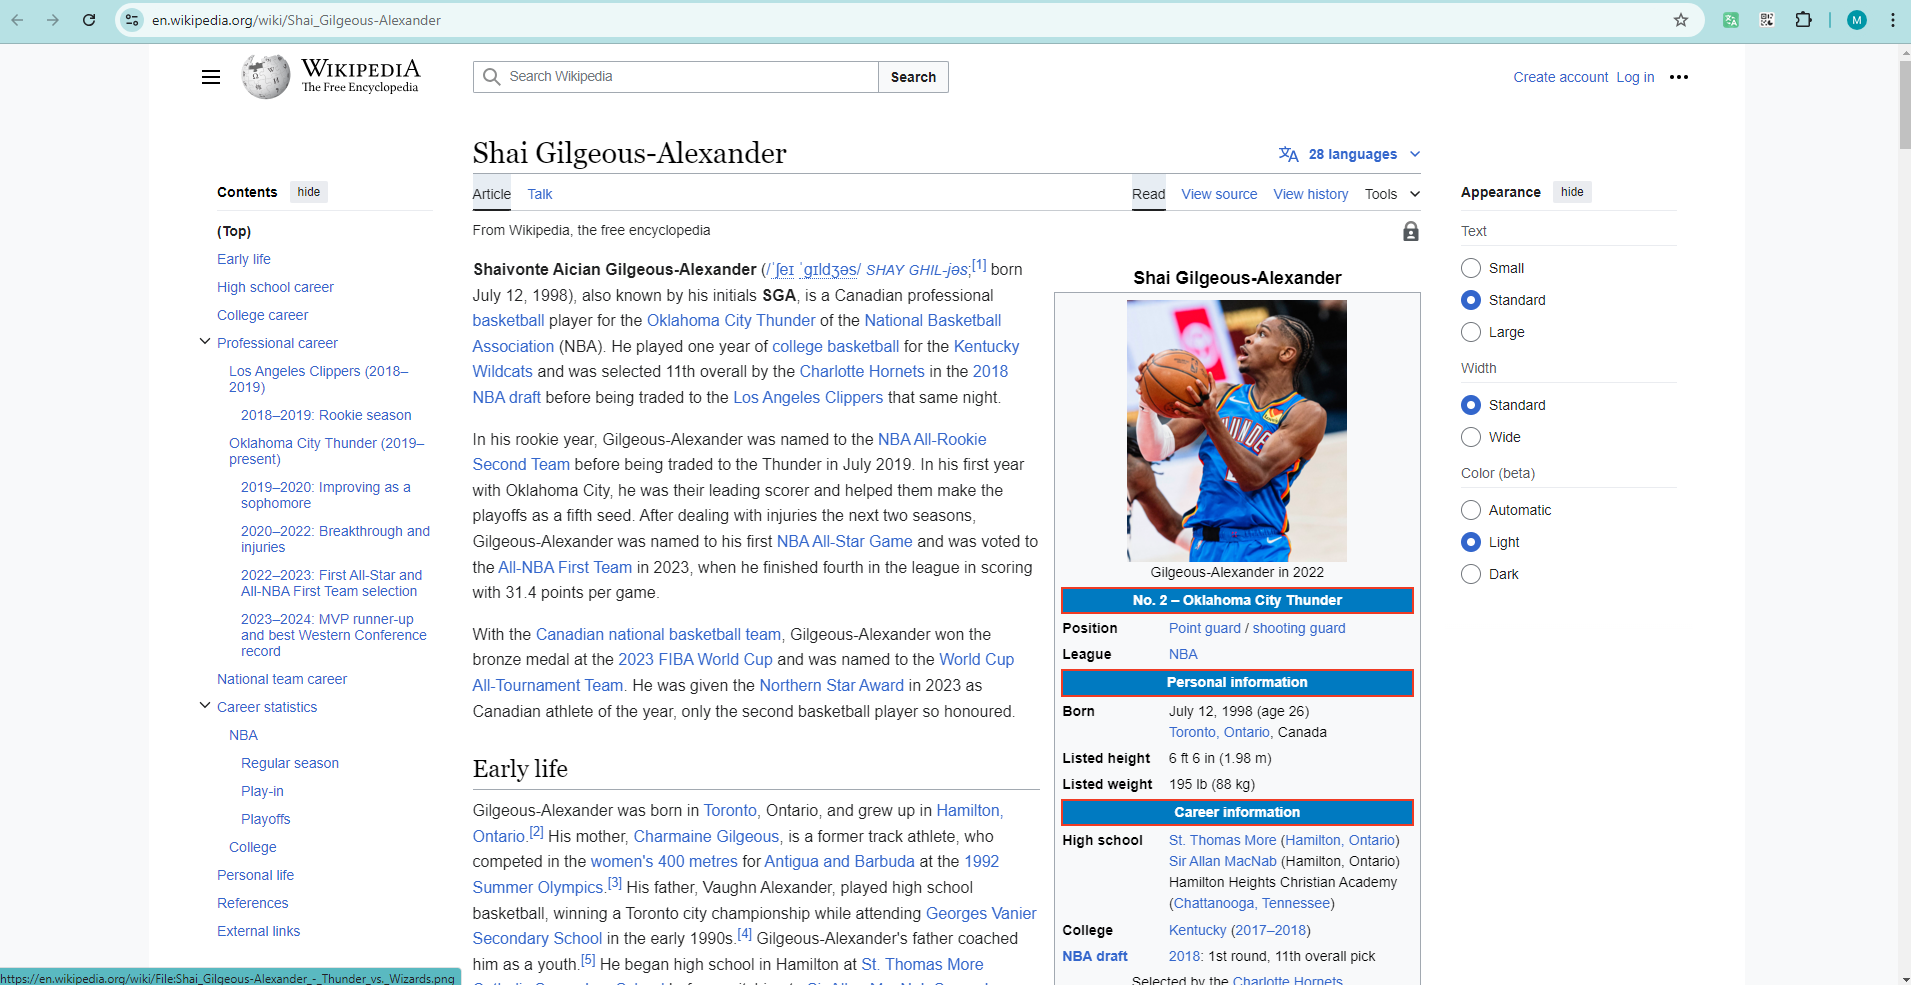 en.wikipedia.org/wiki/Shai_Gilgeous-Alexander
M
WIKIPEDIA
The Free Encyclopedia
Search Wikipedia
Search
Create account Log in
Shai Gilgeous-Alexander
28 languages
Contents hide
Article Talk
Read View source View history Tools
Appearance hide
(Top)
Early life
High school career
College career
Professional career
Los Angeles Clippers (2018–
2019)
2018–2019: Rookie season
Oklahoma City Thunder (2019–
present)
2019–2020: Improving as a
sophomore
2020–2022: Breakthrough and
injuries
2022–2023: First All-Star and
All-NBA First Team selection
2023–2024: MVP runner-up
and best Western Conference
record
National team career
Career statistics
NBA
Regular season
Play-in
Playoffs
College
Personal life
References
External links
From Wikipedia, the free encyclopedia
Shaivonte Aician Gilgeous-Alexander (/ˈʃeɪ ˈɡɪldʒəs/ SHAY GHIL-jəs;[1] born
July 12, 1998), also known by his initials SGA, is a Canadian professional
basketball player for the Oklahoma City Thunder of the National Basketball
Association (NBA). He played one year of college basketball for the Kentucky
Wildcats and was selected 11th overall by the Charlotte Hornets in the 2018
NBA draft before being traded to the Los Angeles Clippers that same night.
In his rookie year, Gilgeous-Alexander was named to the NBA All-Rookie
Second Team before being traded to the Thunder in July 2019. In his first year
with Oklahoma City, he was their leading scorer and helped them make the
playoffs as a fifth seed. After dealing with injuries the next two seasons,
Gilgeous-Alexander was named to his first NBA All-Star Game and was voted to
the All-NBA First Team in 2023, when he finished fourth in the league in scoring
with 31.4 points per game.
With the Canadian national basketball team, Gilgeous-Alexander won the
bronze medal at the 2023 FIBA World Cup and was named to the World Cup
All-Tournament Team. He was given the Northern Star Award in 2023 as
Canadian athlete of the year, only the second basketball player so honoured.
Early life
Gilgeous-Alexander was born in Toronto, Ontario, and grew up in Hamilton,
Ontario.[2] His mother, Charmaine Gilgeous, is a former track athlete, who
competed in the women's 400 metres for Antigua and Barbuda at the 1992
Summer Olympics.[3] His father, Vaughn Alexander, played high school
basketball, winning a Toronto city championship while attending Georges Vanier
Secondary School in the early 1990s.[4] Gilgeous-Alexander's father coached
him as a youth.[5] He began high school in Hamilton at St. Thomas More
Shai Gilgeous-Alexander
Gilgeous-Alexander in 2022
No. 2 – Oklahoma City Thunder
Position Point guard / shooting guard
League NBA
Personal information
Born July 12, 1998 (age 26)
Toronto, Ontario, Canada
Listed height 6 ft 6 in (1.98 m)
Listed weight 195 lb (88 kg)
Career information
High school St. Thomas More (Hamilton, Ontario)
Sir Allan MacNab (Hamilton, Ontario)
Hamilton Heights Christian Academy
(Chattanooga, Tennessee)
College Kentucky (2017–2018)
NBA draft 2018: 1st round, 11th overall pick
Selected by the Charlotte Hornets
Text
Small
Standard
Large
Width
Standard
Wide
Color (beta)
Automatic
Light
Dark
https://en.wikipedia.org/wiki/File:Shai_Gilgeous-Alexander_-_Thunder_vs._Wizards.png